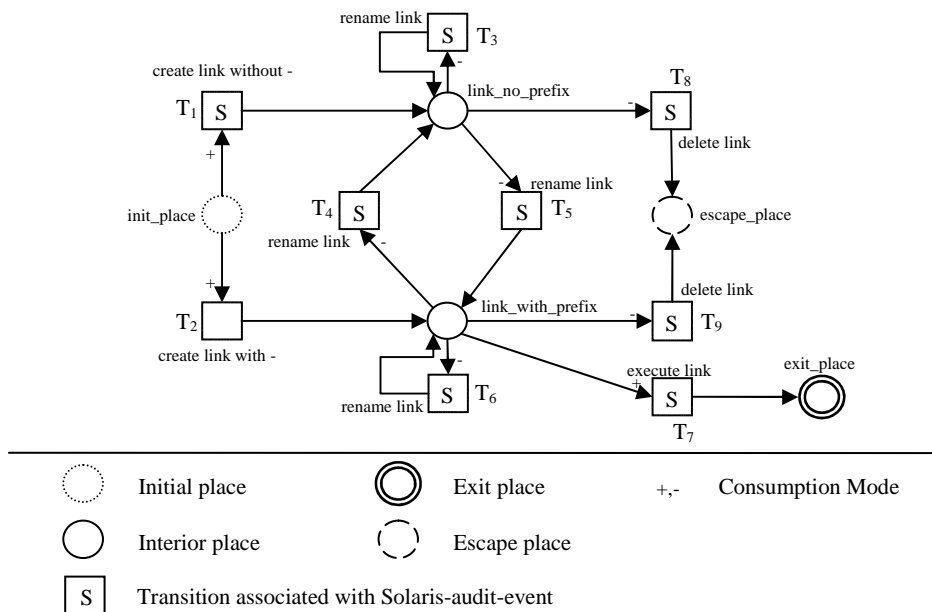 rename link
S
T3
create link without -
-
link_no_prefix
T8
T1
S
-
S
delete link
+
-
rename link
init_place
T4
S
S
T5
escape_place
rename link
-
+
delete link
link_with_prefix
T2
-
S
T9
create link with -
-
execute link
exit_place
+
rename link
S
T6
S
T7
Initial place
Exit place
+,-
Consumption Mode
Interior place
Escape place
S
Transition associated with Solaris-audit-event